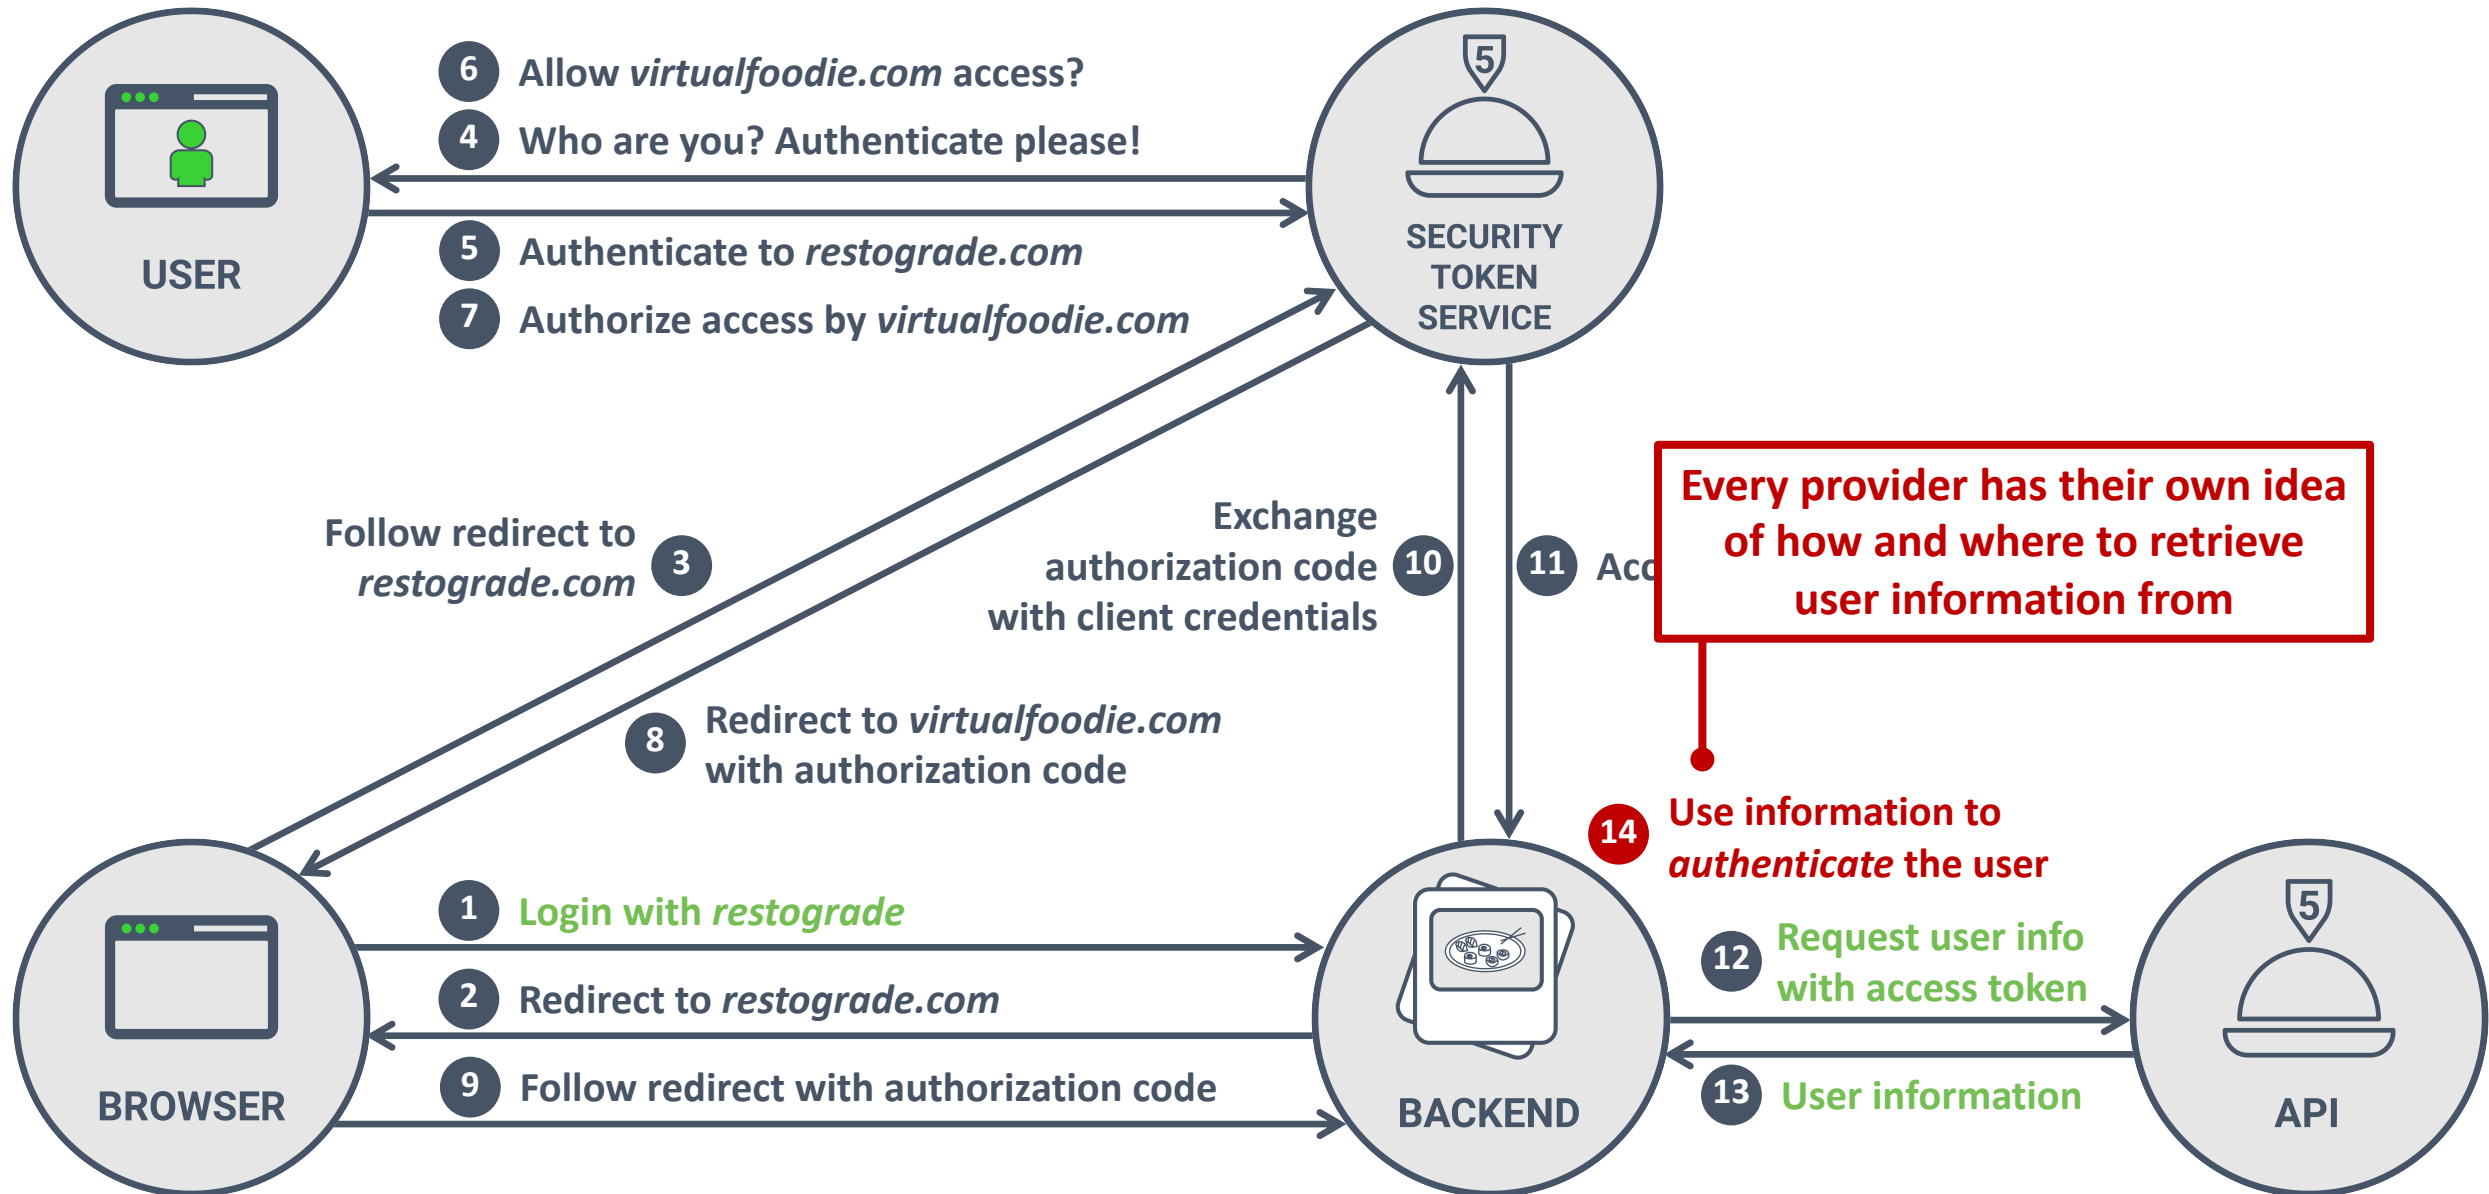 6 Allow virtualfoodie.com access?
4 Who are you? Authenticate please!
5 Authenticate to restograde.com
7 Authorize access by virtualfoodie.com
USER
5
SECURITY
TOKEN
SERVICE
Follow redirect to
restograde.com
3
8
Redirect to virtualfoodie.com
with authorization code
Exchange
authorization code
with client credentials
10
11 Acc
Every provider has their own idea
of how and where to retrieve
user information from
14
Use information to
authenticate the user
1 Login with restograde
2 Redirect to restograde.com
9 Follow redirect with authorization code
BROWSER
BACKEND
12
Request user info
with access token
13 User information
5
API